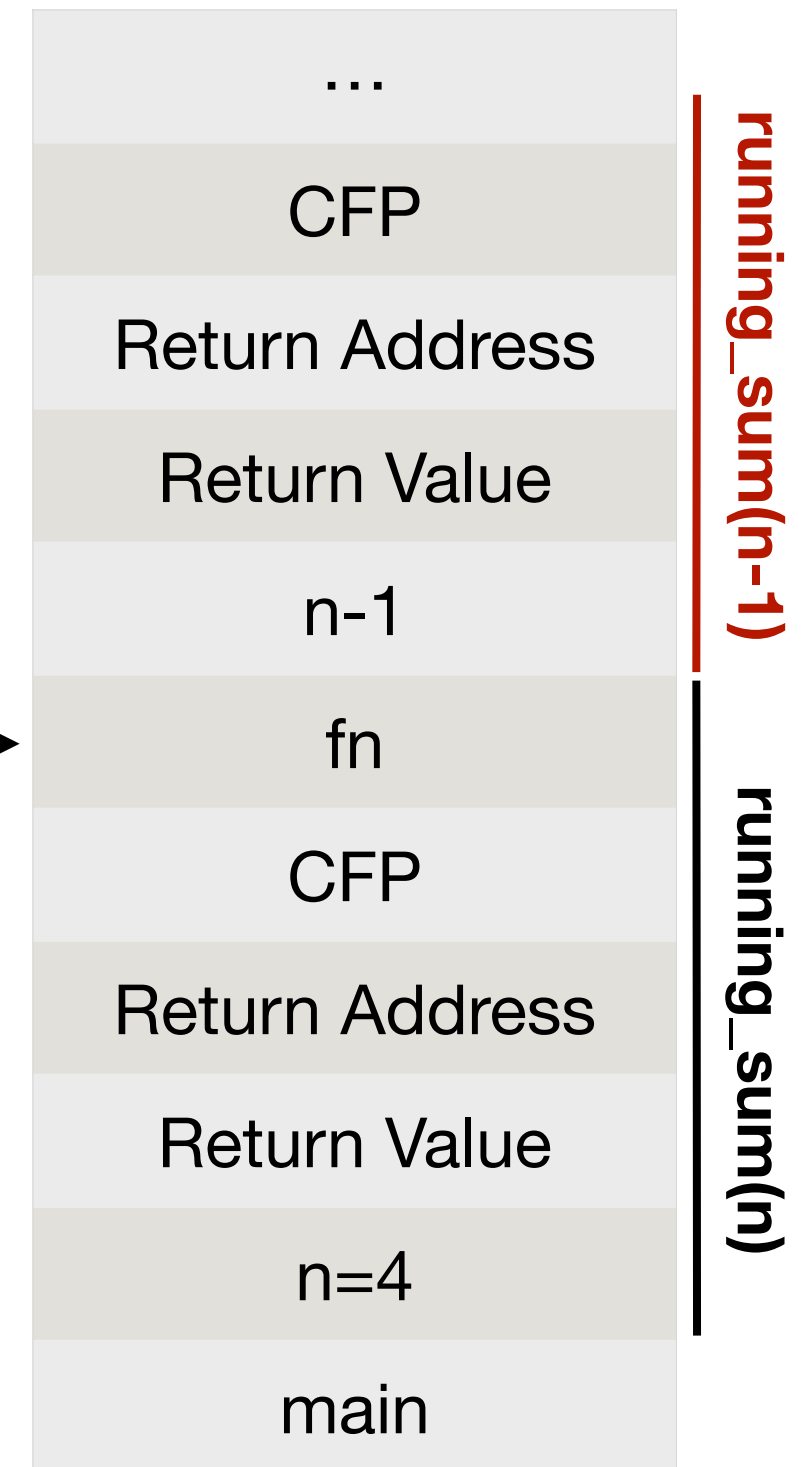 ...
CFP
Return Address
Return Value
n-1
fn
CFP
Return Address
Return Value
n=4
main
running_sum(n-1)
running_sum(n)